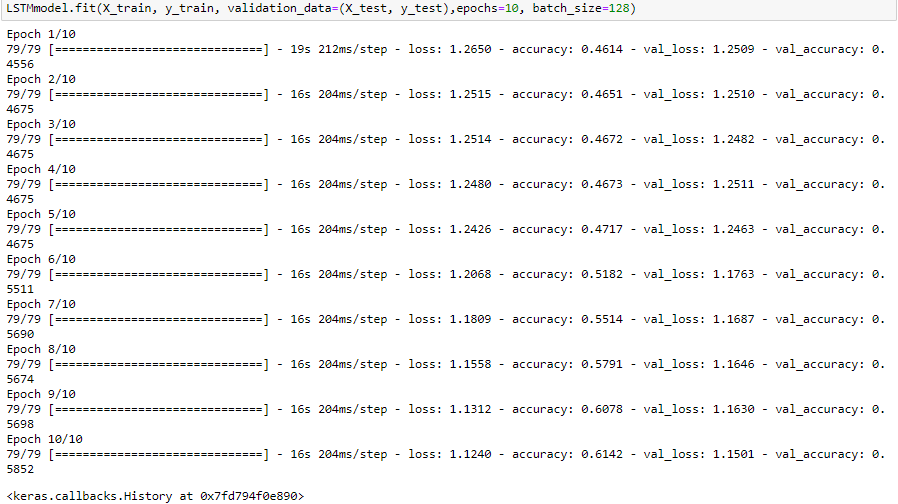 LSTMmodel.fit(X_train, y_train, validation_data=(X_test, y_test),epochs=10, batch_size=128)
Epoch 1/10
79/79 [==============================] - 19s 212ms/step - loss: 1.2650 - accuracy: 0.4614 - val_loss: 1.2509 - val_accuracy: 0.
4556
Epoch 2/10
79/79 [==============================] - 16s 204ms/step - loss: 1.2515 - accuracy: 0.4651 - val_loss: 1.2510 - val_accuracy: 0.
4675
Epoch 3/10
79/79 [==============================] - 16s 204ms/step - loss: 1.2514 - accuracy: 0.4672 - val_loss: 1.2482 - val_accuracy: 0.
4675
Epoch 4/10
79/79 [==============================] - 16s 204ms/step - loss: 1.2480 - accuracy: 0.4673 - val_loss: 1.2511 - val_accuracy: 0.
4675
Epoch 5/10
79/79 [==============================] - 16s 204ms/step - loss: 1.2426 - accuracy: 0.4717 - val_loss: 1.2463 - val_accuracy: 0.
4675
Epoch 6/10
79/79 [==============================] - 16s 204ms/step - loss: 1.2068 - accuracy: 0.5182 - val_loss: 1.1763 - val_accuracy: 0.
5511
Epoch 7/10
79/79 [==============================] - 16s 204ms/step - loss: 1.1809 - accuracy: 0.5514 - val_loss: 1.1687 - val_accuracy: 0.
5690
Epoch 8/10
79/79 [==============================] - 16s 204ms/step - loss: 1.1558 - accuracy: 0.5791 - val_loss: 1.1646 - val_accuracy: 0.
5674
Epoch 9/10
79/79 [==============================] - 16s 204ms/step - loss: 1.1312 - accuracy: 0.6078 - val_loss: 1.1630 - val_accuracy: 0.
5698
Epoch 10/10
79/79 [==============================] - 16s 204ms/step - loss: 1.1240 - accuracy: 0.6142 - val_loss: 1.1501 - val_accuracy: 0.
5852
<keras.callbacks.History at 0x7fd794f0e890>